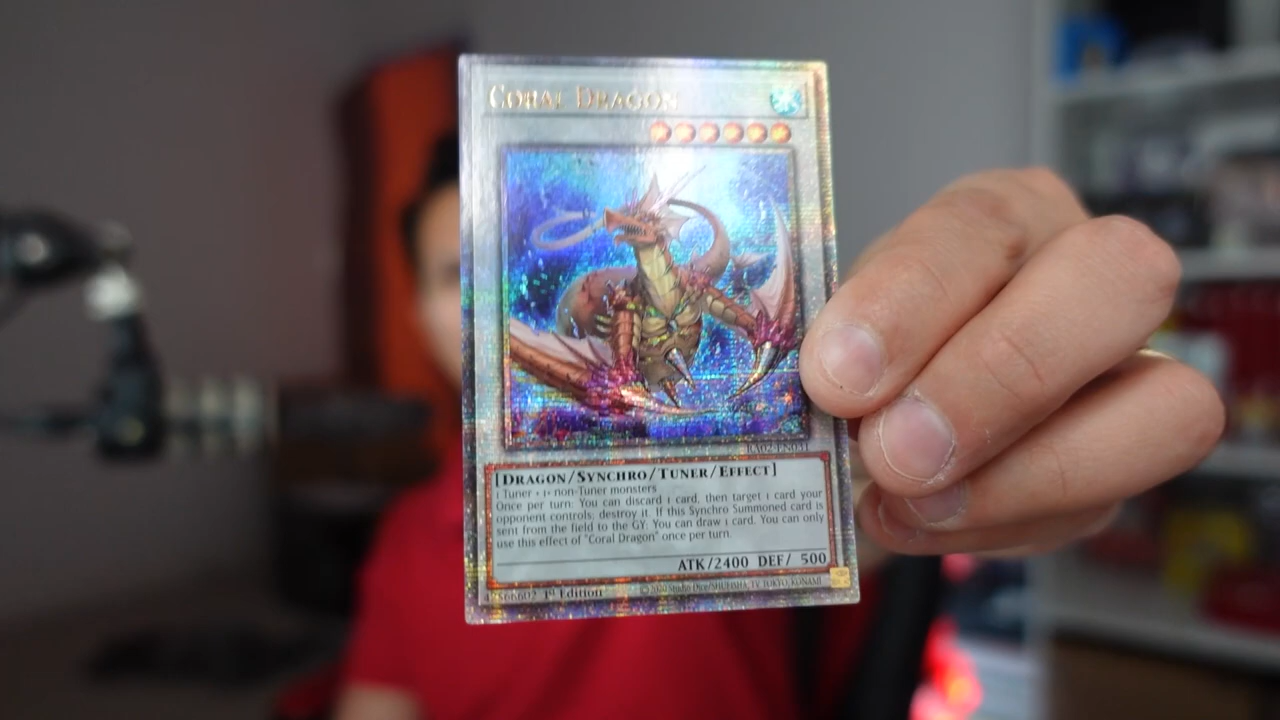 CORAL DRAGON
RA02-EN031
[DRAGON/SYNCHRO/TUNER/EFFECT]
1 Tuner + 1+ non-Tuner monsters
Once per turn: You can discard 1 card, then target 1 card your
opponent controls; destroy it. If this Synchro Summoned card is
sent from the field to the GY: You can draw 1 card. You can only
use this effect of "Coral Dragon" once per turn.
ATK/2400 DEF/ 500
1st Edition
©2020 Studio Dice/SHUEISHA, TV TOKYO, KONAMI